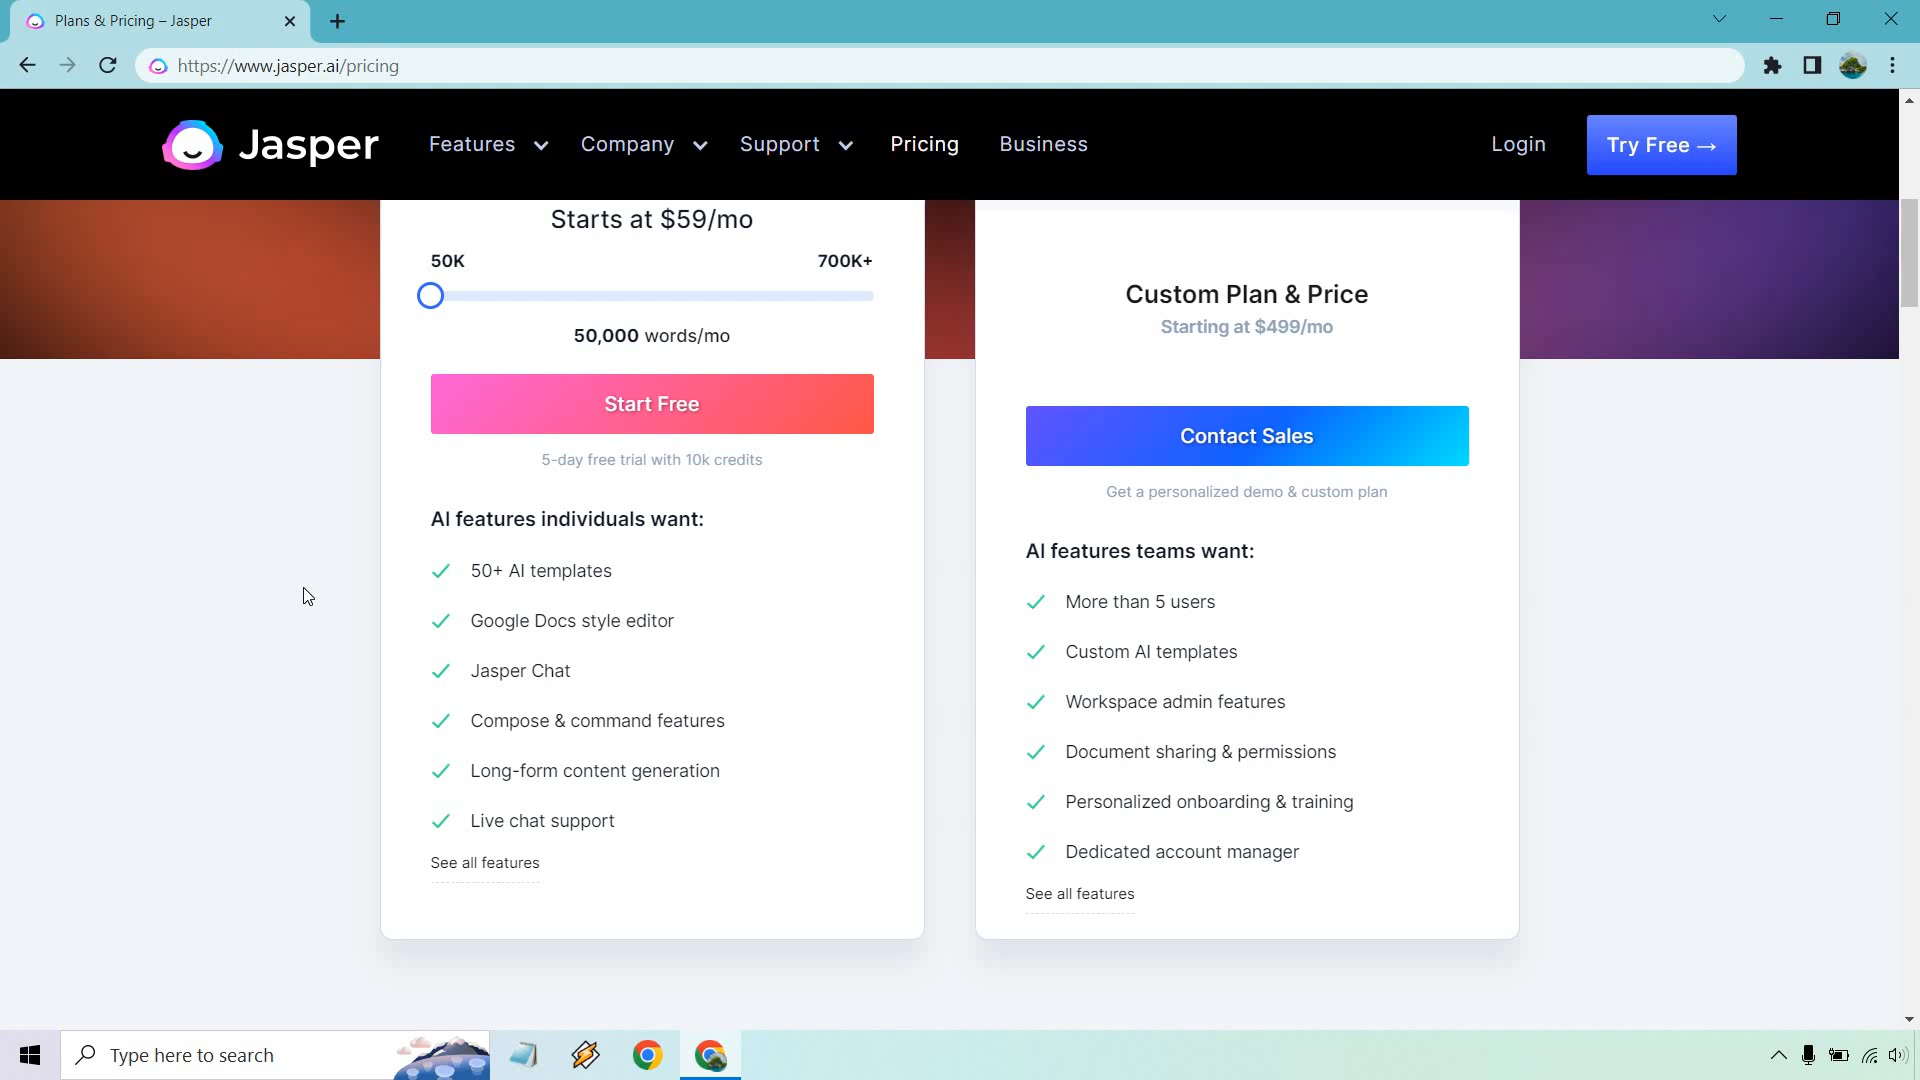 Plans & Pricing – Jasper
https://www.jasper.ai/pricing
Jasper
Features
Company
Support
Pricing
Business
Login
Try Free →
Starts at $59/mo
50K
700K+
50,000 words/mo
Start Free
5-day free trial with 10k credits
AI features individuals want:
50+ AI templates
Google Docs style editor
Jasper Chat
Compose & command features
Long-form content generation
Live chat support
See all features
Custom Plan & Price
Starting at $499/mo
Contact Sales
Get a personalized demo & custom plan
AI features teams want:
More than 5 users
Custom AI templates
Workspace admin features
Document sharing & permissions
Personalized onboarding & training
Dedicated account manager
See all features
Type here to search